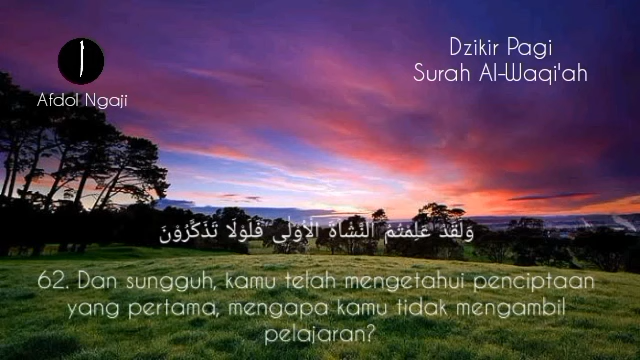 Dzikir Pagi
Surah Al-Waqi'ah
Afdol Ngaji
وَلَقَدْ عَلِمْتُمُ النَّشْأَةَ الْأُولَى فَلَوْلَا تَذَكَّرُونَ
62. Dan sungguh, kamu telah mengetahui penciptaan
yang pertama, mengapa kamu tidak mengambil
pelajaran?